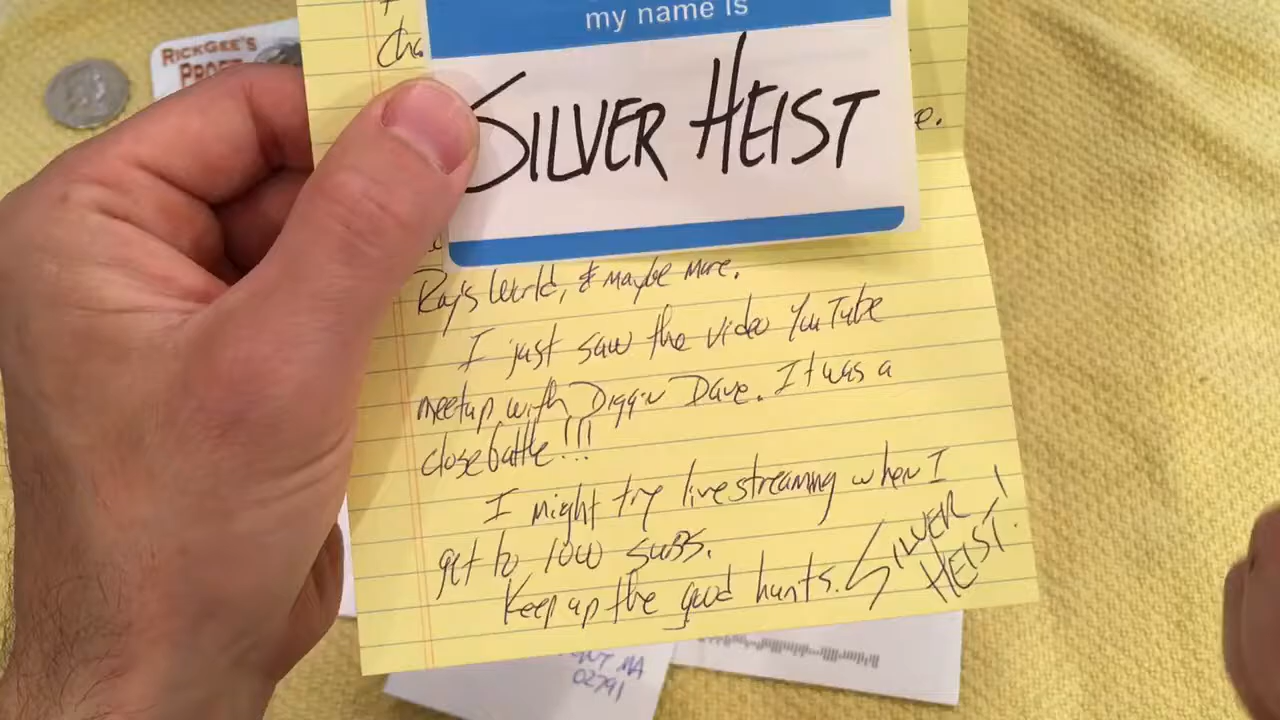 my name is
RICKGEE'S
SILVER HEIST
Ray's World, & maybe more.
I just saw the video YouTube
meetup with Diggin Dave. It was a
close battle!!!
I might try livestreaming when I
get to 1000 subs.
Keep up the good hunts.
SILVER
HEIST!
MA
02791